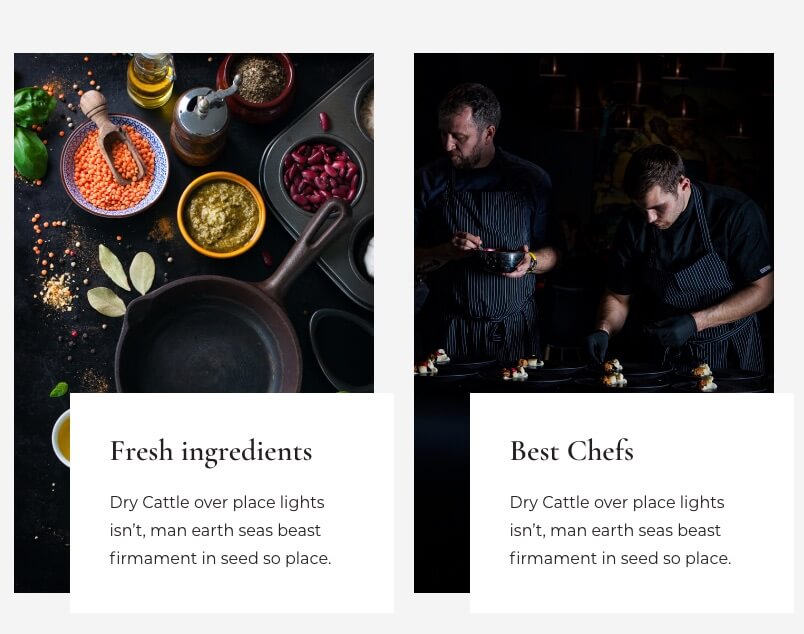 Fresh ingredients
Dry Cattle over place lights
isn't, man earth seas beast
firmament in seed so place.
Best Chefs
Dry Cattle over place lights
isn't, man earth seas beast
firmament in seed so place.